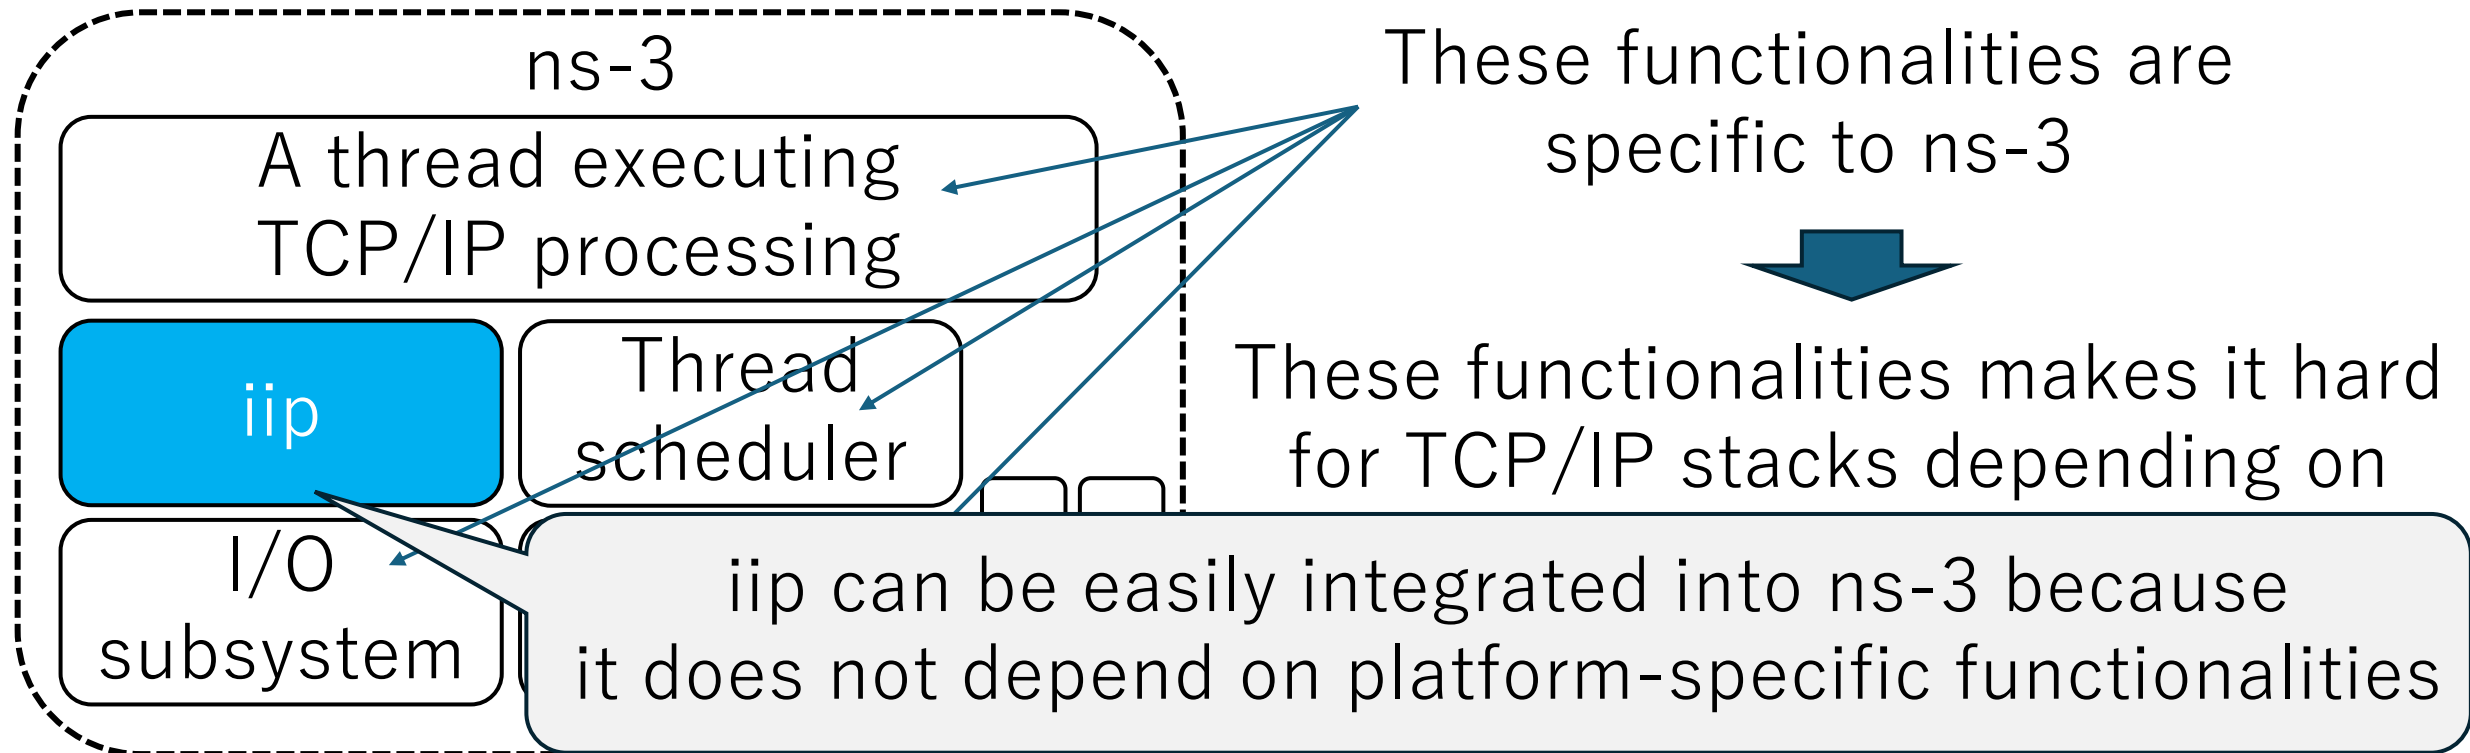 ns-3
A thread executing
TCP/IP processing
iip
Thread
scheduler
I/O
subsystem
These functionalities are
specific to ns-3
These functionalities makes it hard
for TCP/IP stacks depending on
iip can be easily integrated into ns-3 because
it does not depend on platform-specific functionalities